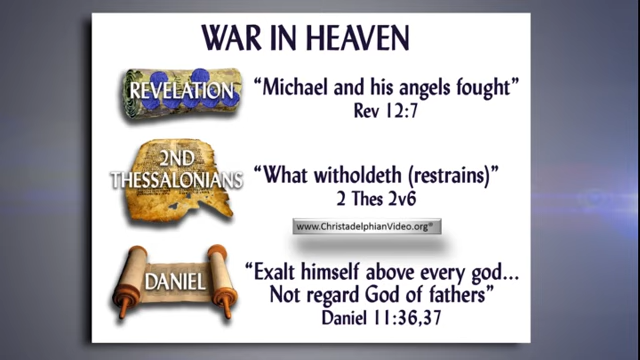 WAR IN HEAVEN
REVELATION
“Michael and his angels fought”
Rev 12:7
2ND
THESSALONIANS
“What witholdeth (restrains)”
2 Thes 2v6
www.ChristadelphianVideo.org®
DANIEL
“Exalt himself above every god...
Not regard God of fathers”
Daniel 11:36,37